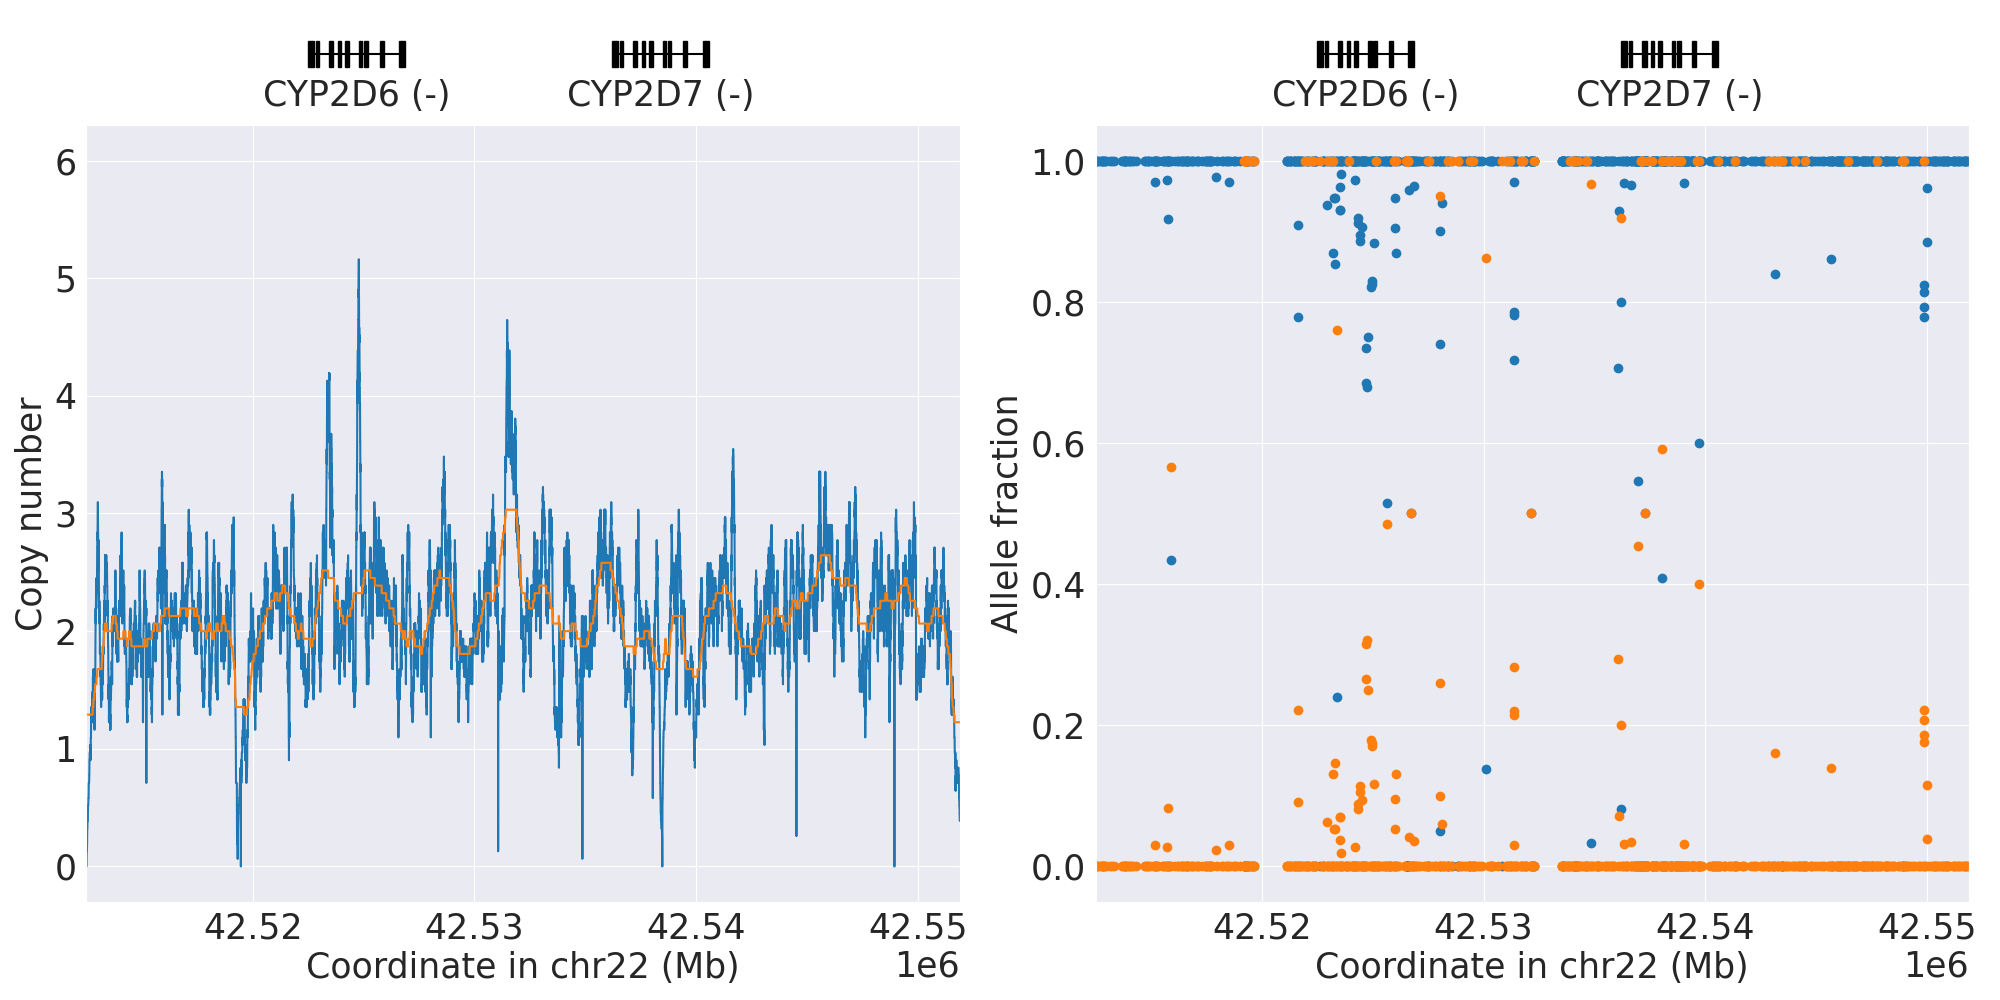 CYP2D6 (-) CYP2D7 (-)
6
5
4
3
2
1
0
Copy number
42.52 42.53 42.54 42.55
Coordinate in chr22 (Mb) 1e6
CYP2D6 (-) CYP2D7 (-)
1.0
0.8
0.6
0.4
0.2
0.0
Allele fraction
42.52 42.53 42.54 42.55
Coordinate in chr22 (Mb) 1e6